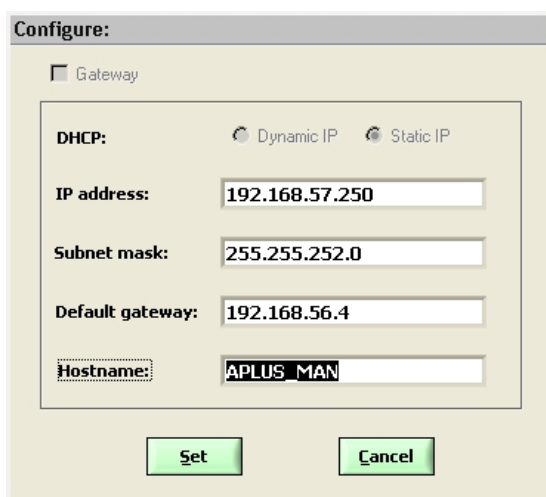 Configure:
Gateway
DHCP: Dynamic IP Static IP
IP address: 192.168.57.250
Subnet mask: 255.255.252.0
Default gateway: 192.168.56.4
Hostname: APLUS_MAN
Set Cancel